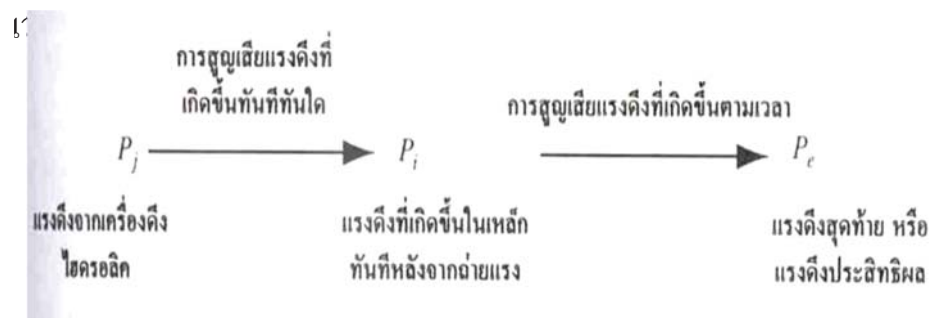 การสูญเสียแรงดึงที่
เกิดขึ้นทันทีทันใด
การสูญเสียแรงดึงที่เกิดขึ้นตามเวลา
P_j
P_i
P_e
แรงดึงจากเครื่องดึง
ไฮดรอลิค
แรงดึงที่เกิดขึ้นในเหล็ก
ทันทีหลังจากถ่ายแรง
แรงดึงสุดท้าย หรือ
แรงดึงประสิทธิผล